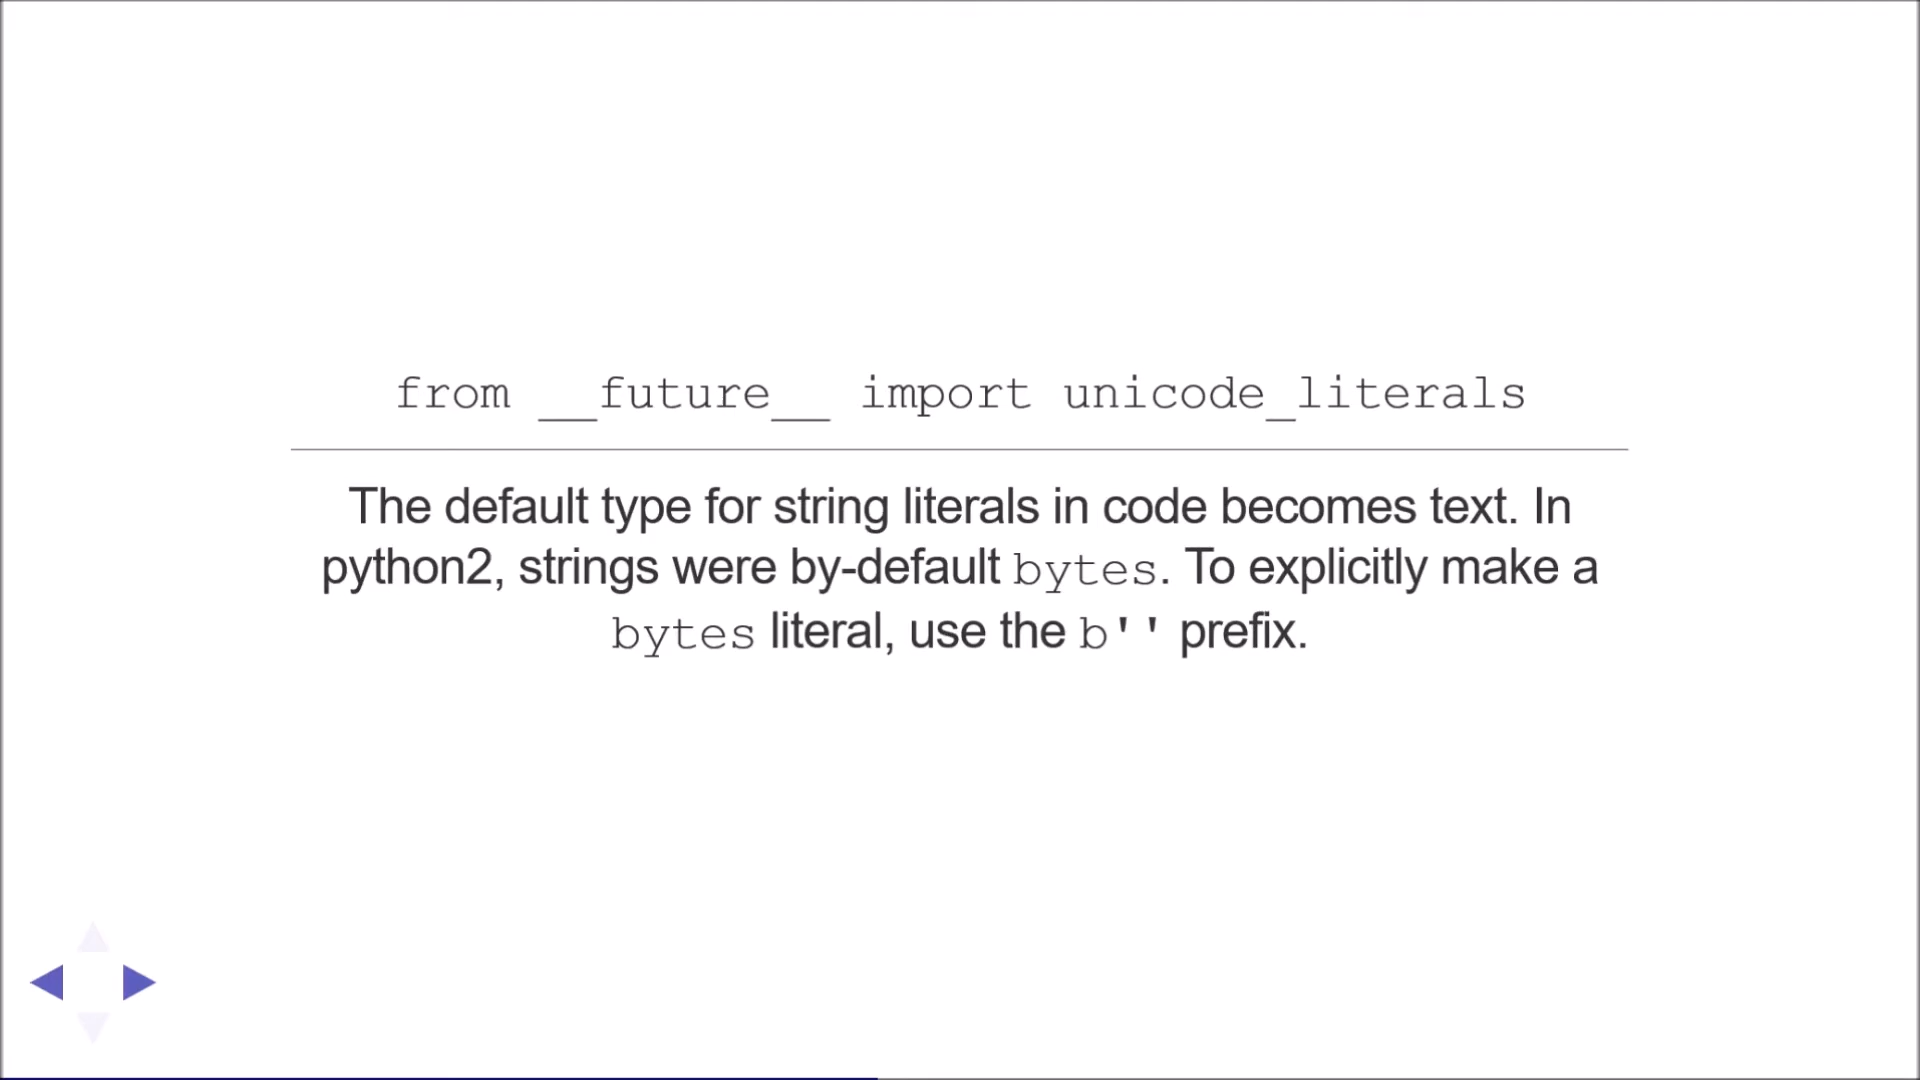 from __future__ import unicode_literals
The default type for string literals in code becomes text. In
python2, strings were by-default bytes. To explicitly make a
bytes literal, use the b'' prefix.